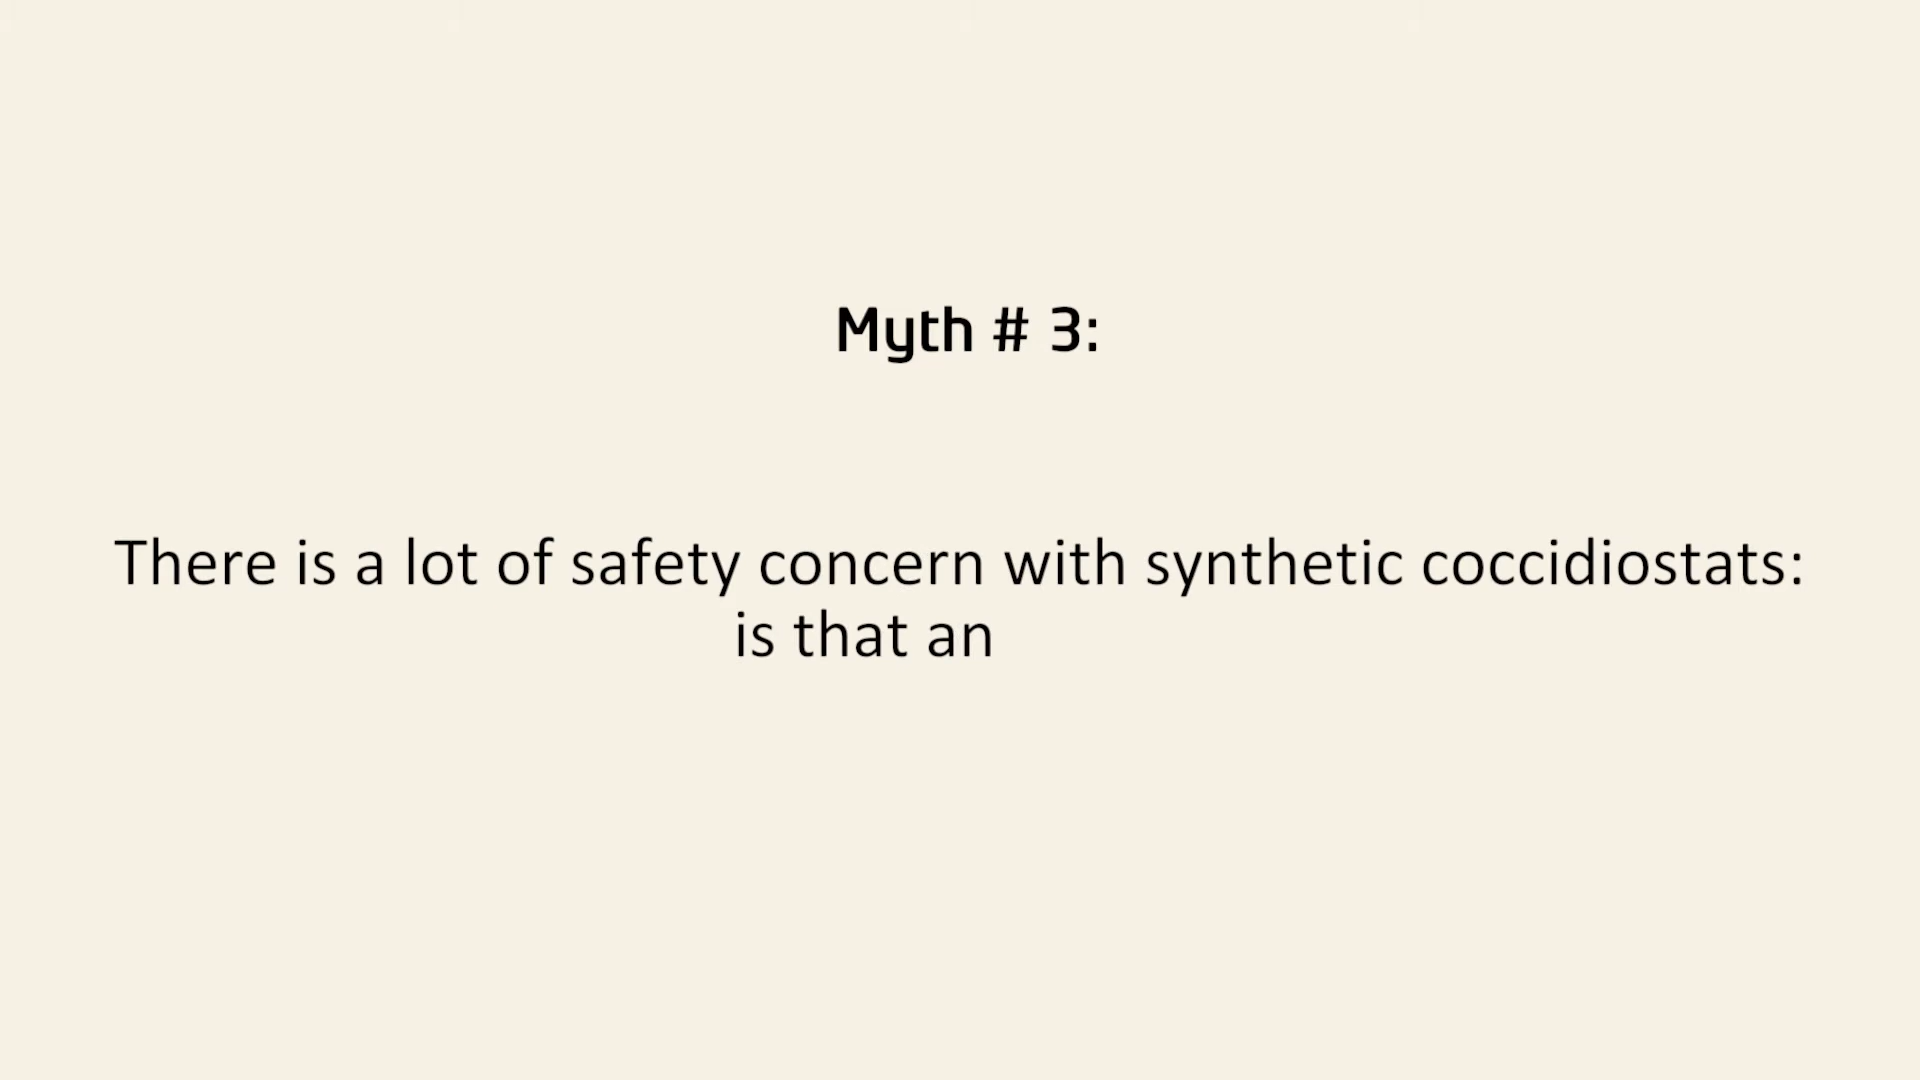 Myth # 3:
There is a lot of safety concern with synthetic coccidiostats:
is that an